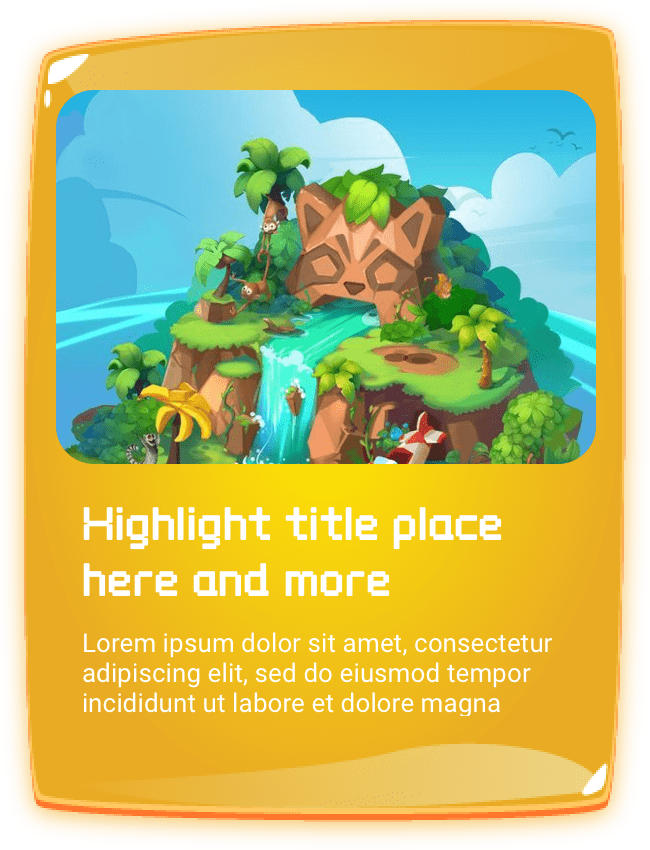 Highlight title place
here and more
Lorem ipsum dolor sit amet, consectetur
adipiscing elit, sed do eiusmod tempor
incididunt ut labore et dolore magna